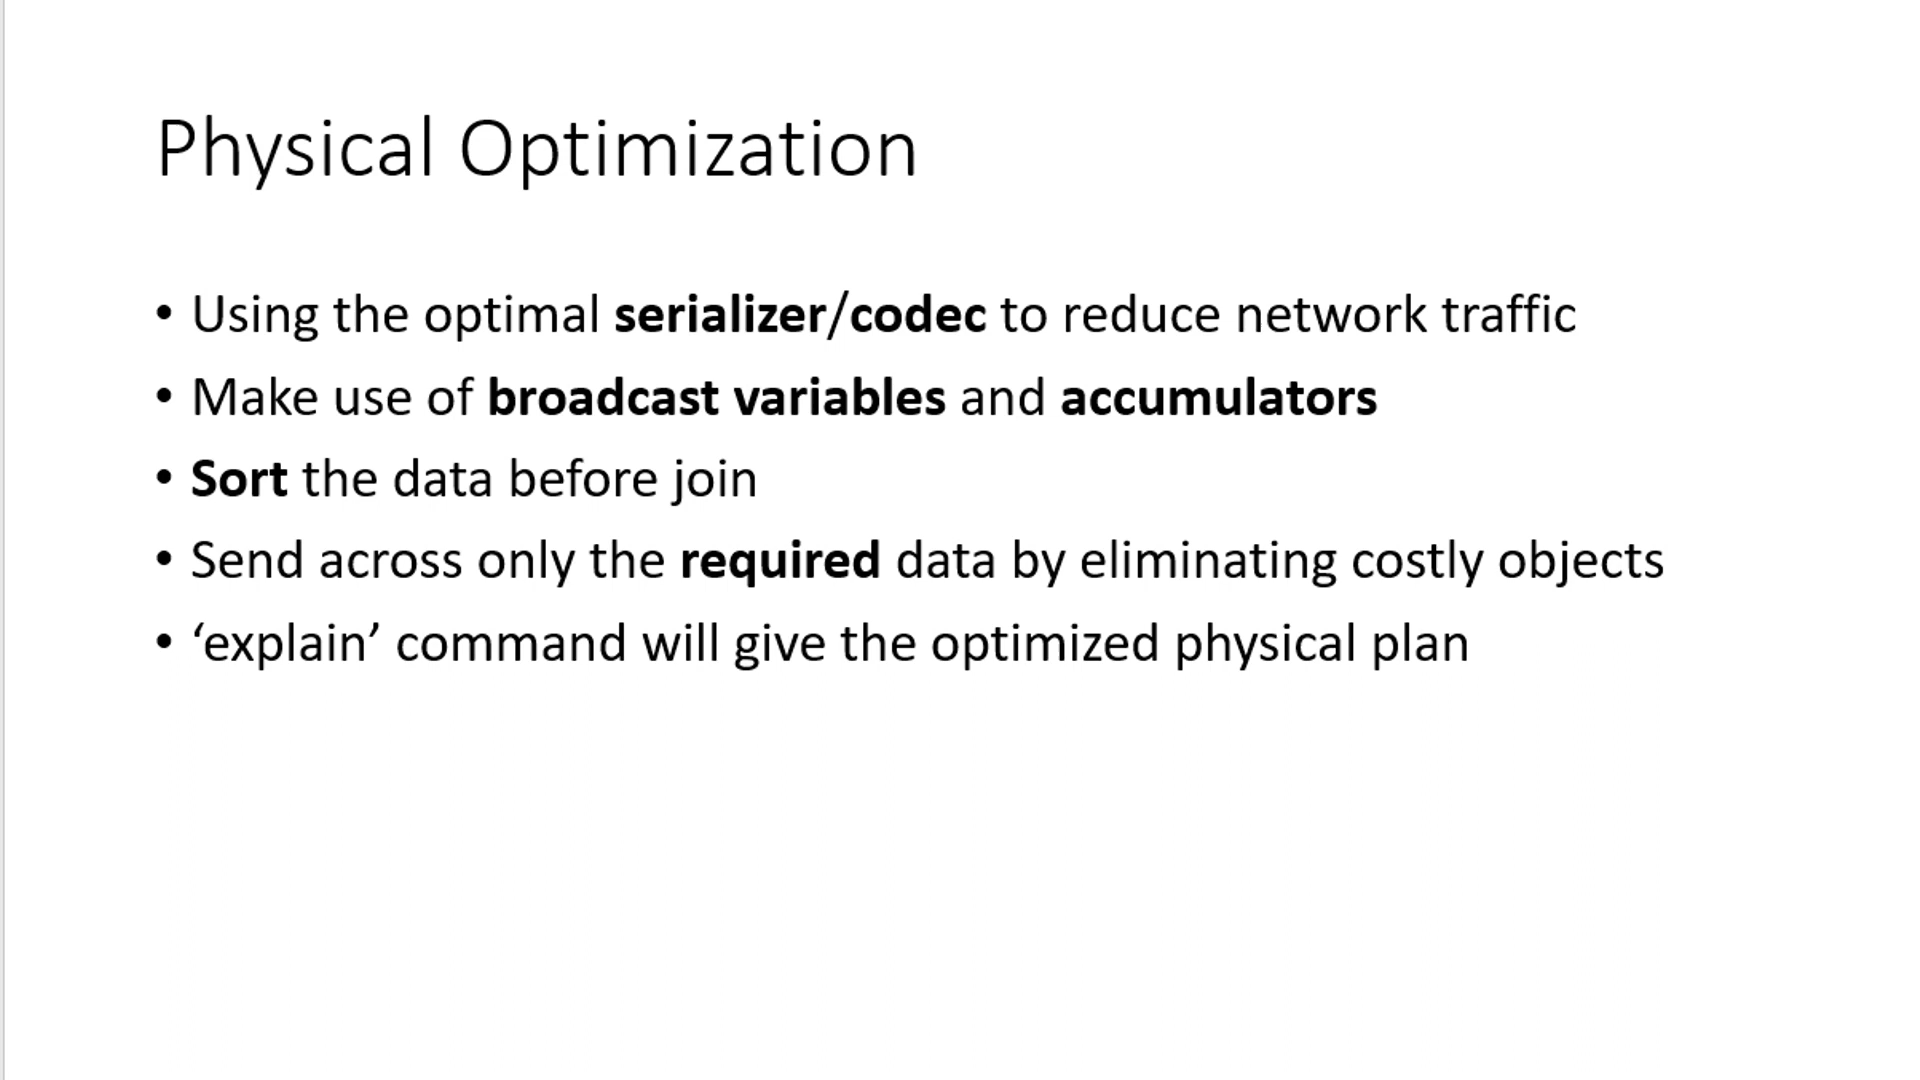 Physical Optimization
• Using the optimal serializer/codec to reduce network traffic
• Make use of broadcast variables and accumulators
• Sort the data before join
• Send across only the required data by eliminating costly objects
• ‘explain’ command will give the optimized physical plan